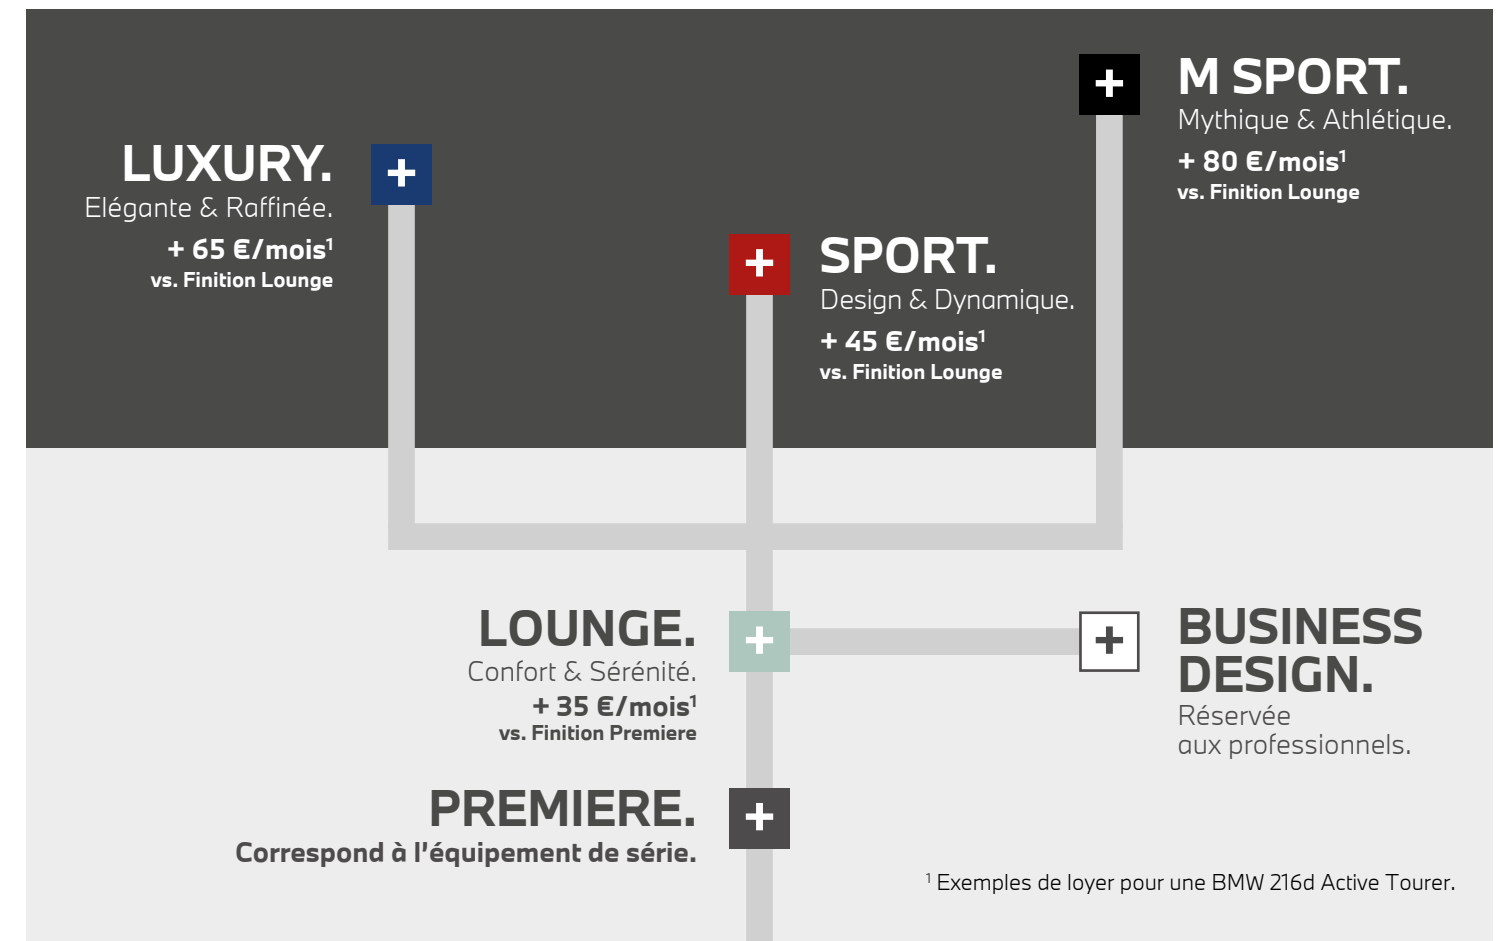 M SPORT.
Mythique & Athlétique.
+ 80 €/mois¹
vs. Finition Lounge
LUXURY.
Elégante & Raffinée.
+ 65 €/mois¹
vs. Finition Lounge
SPORT.
Design & Dynamique.
+ 45 €/mois¹
vs. Finition Lounge
LOUNGE.
Confort & Sérénité.
+ 35 €/mois¹
vs. Finition Premiere
BUSINESS
DESIGN.
Réservée
aux professionnels.
PREMIERE.
Correspond à l'équipement de série.
¹ Exemples de loyer pour une BMW 216d Active Tourer.